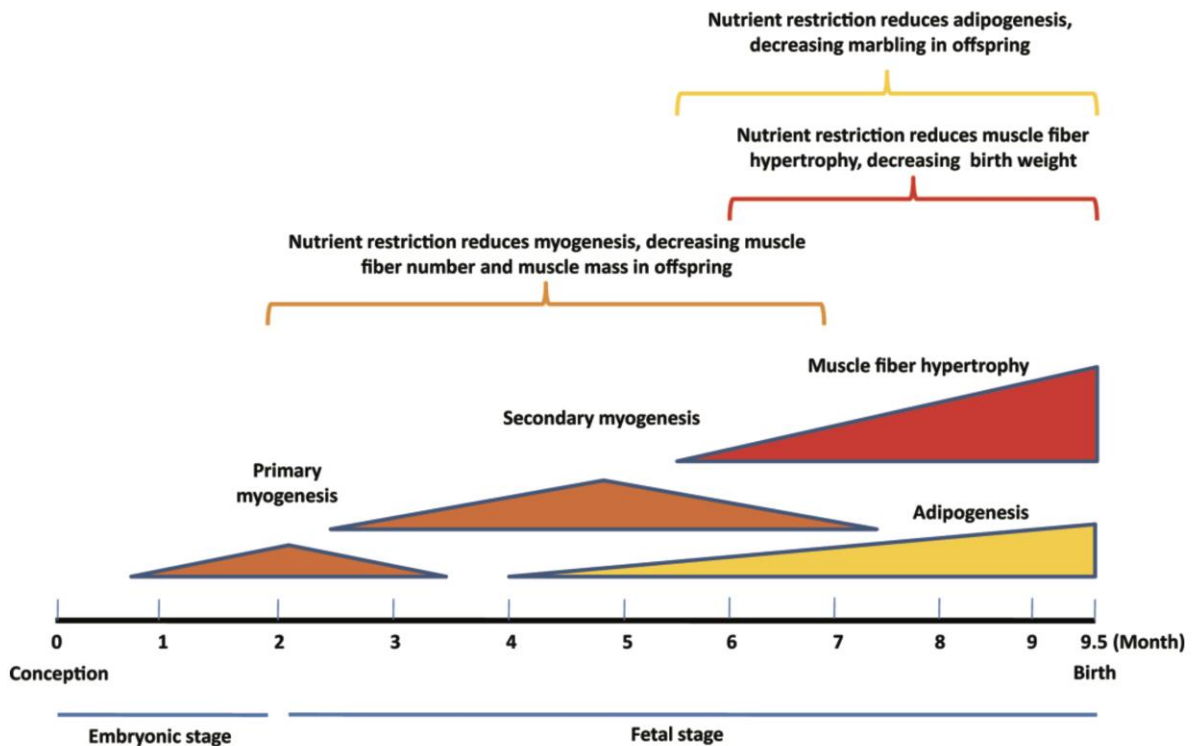 Nutrient restriction reduces adipogenesis,
decreasing marbling in offspring
Nutrient restriction reduces muscle fiber
hypertrophy, decreasing birth weight
Nutrient restriction reduces myogenesis, decreasing muscle
fiber number and muscle mass in offspring
Muscle fiber hypertrophy
Secondary myogenesis
Primary
myogenesis
Adipogenesis
0 1 2 3 4 5 6 7 8 9 9.5 (Month)
Conception Birth
Embryonic stage Fetal stage